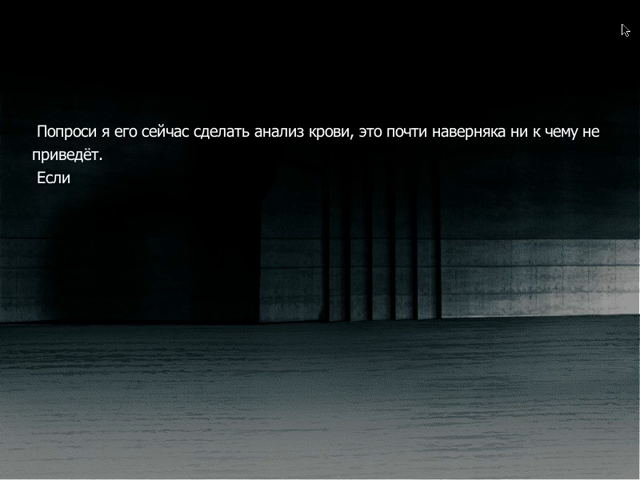 Попроси я его сейчас сделать анализ крови, это почти наверняка ни к чему не
приведёт.
Если